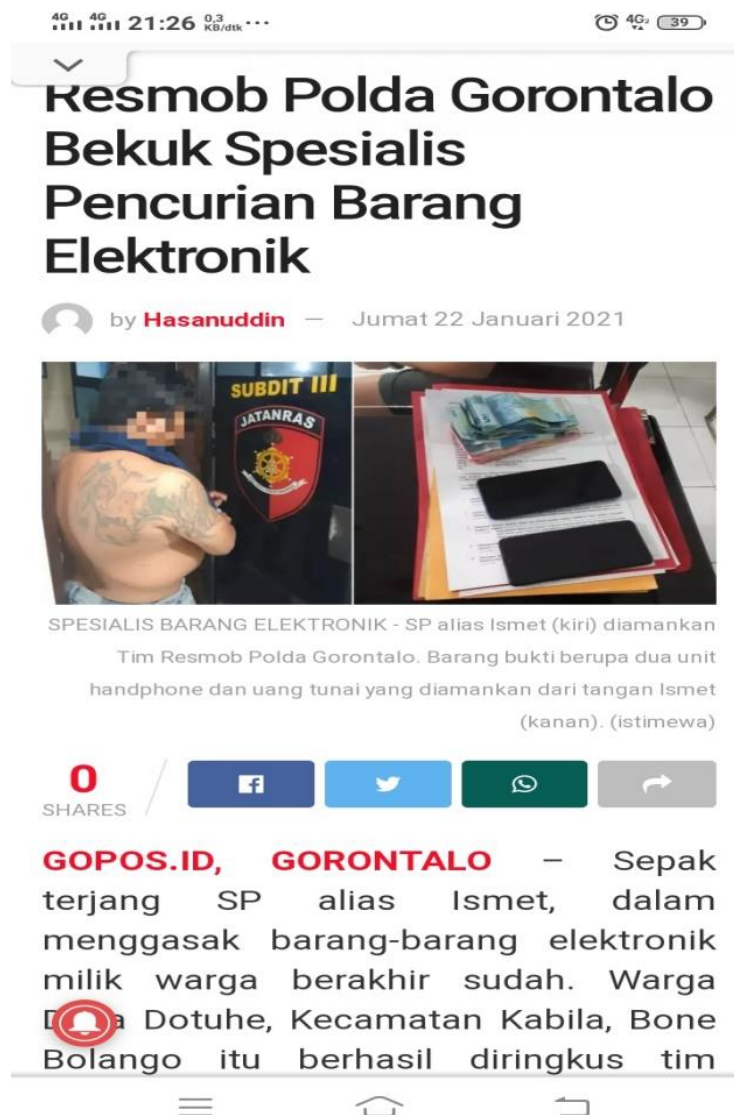 4G 4G 21:26 0,3 KB/dtk ...
4G 39
Resmob Polda Gorontalo
Bekuk Spesialis
Pencurian Barang
Elektronik
by Hasanuddin — Jumat 22 Januari 2021
SUBDIT III
JATANRAS
SPESIALIS BARANG ELEKTRONIK - SP alias Ismet (kiri) diamankan
Tim Resmob Polda Gorontalo. Barang bukti berupa dua unit
handphone dan uang tunai yang diamankan dari tangan Ismet
(kanan). (istimewa)
0
SHARES
GOPOS.ID, GORONTALO – Sepak
terjang SP alias Ismet, dalam
menggasak barang-barang elektronik
milik warga berakhir sudah. Warga
Dotuhe, Kecamatan Kabila, Bone
Bolango itu berhasil diringkus tim